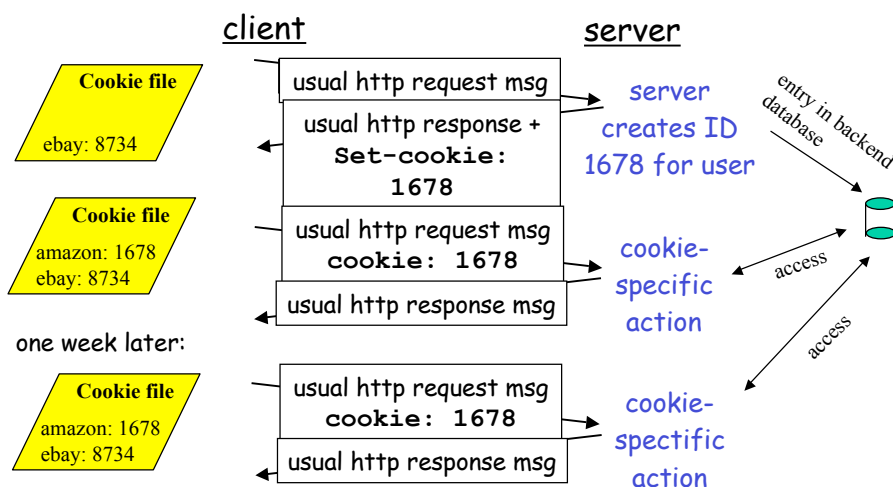 client
server
Cookie file
ebay: 8734
usual http request msg
usual http response +
Set-cookie:
1678
server
creates ID
1678 for user
entry in backend
database
Cookie file
amazon: 1678
ebay: 8734
usual http request msg
cookie: 1678
usual http response msg
cookie-
specific
action
access
access
one week later:
Cookie file
amazon: 1678
ebay: 8734
usual http request msg
cookie: 1678
usual http response msg
cookie-
spectific
action